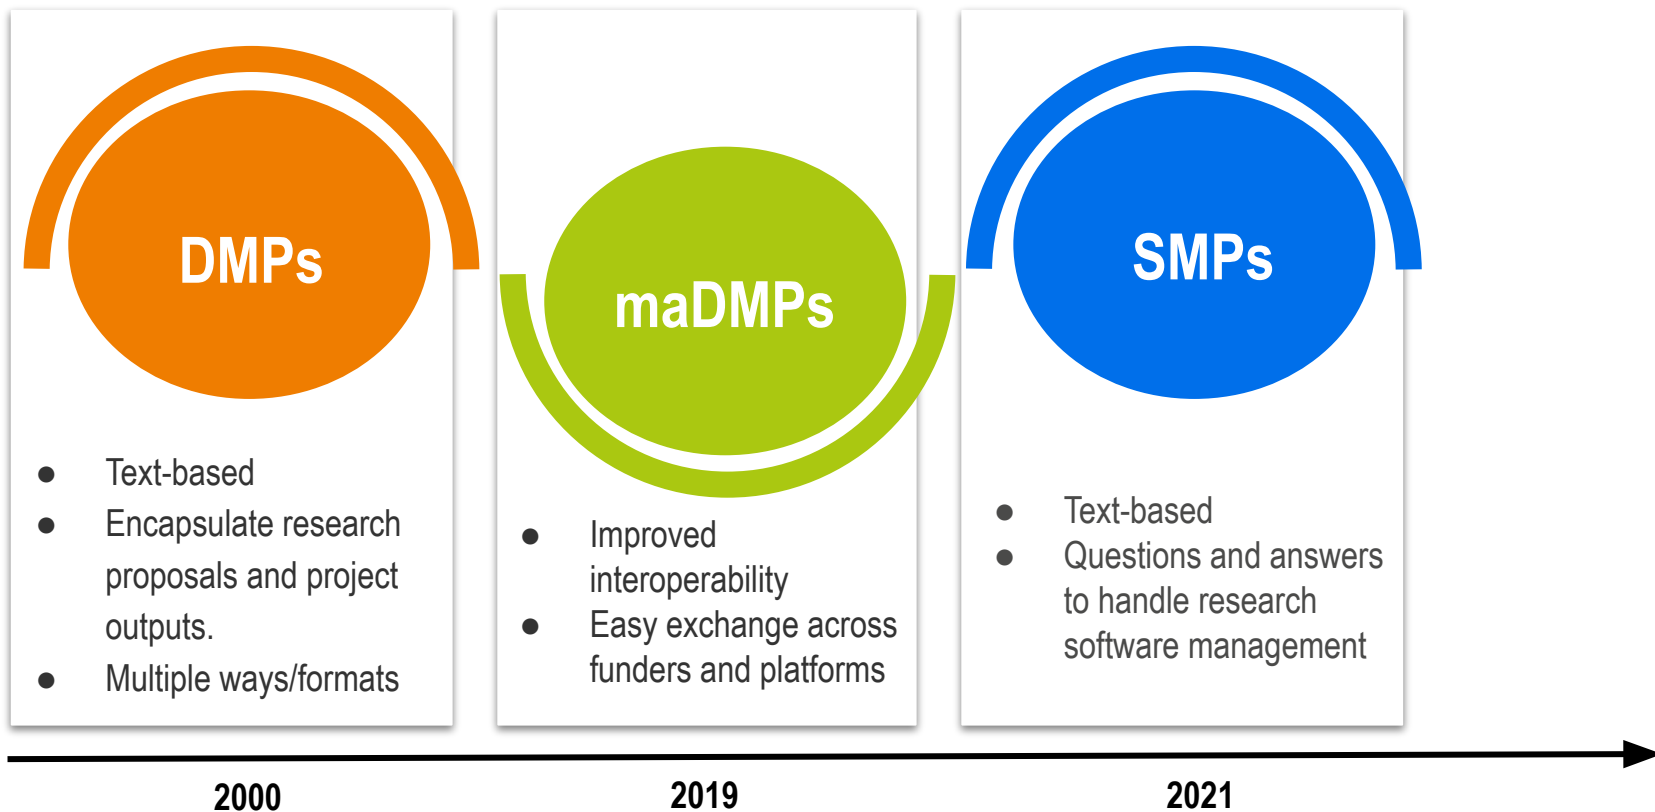 DMPs
● Text-based
● Encapsulate research
proposals and project
outputs.
● Multiple ways/formats
maDMPs
● Improved
interoperability
● Easy exchange across
funders and platforms
SMPs
● Text-based
● Questions and answers
to handle research
software management
2000
2019
2021